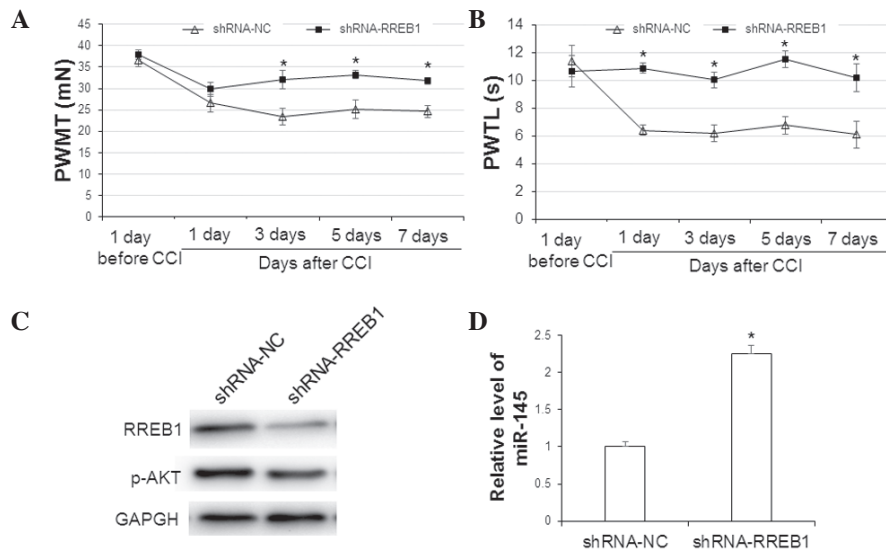 A
shRNA-NC
shRNA-RREB1
PWMT (mN)
45
40
35
30
25
20
15
10
5
0
*
*
*
1 day
before CCI
1 day
3 days
5 days
7 days
Days after CCI
B
shRNA-NC
shRNA-RREB1
PWTL (s)
14
12
10
8
6
4
2
0
*
*
*
*
1 day
before CCI
1 day
3 days
5 days
7 days
Days after CCI
C
shRNA-NC
shRNA-RREB1
RREB1
p-AKT
GAPGH
D
Relative level of
miR-145
2.5
2
1.5
1
0.5
0
*
shRNA-NC
shRNA-RREB1